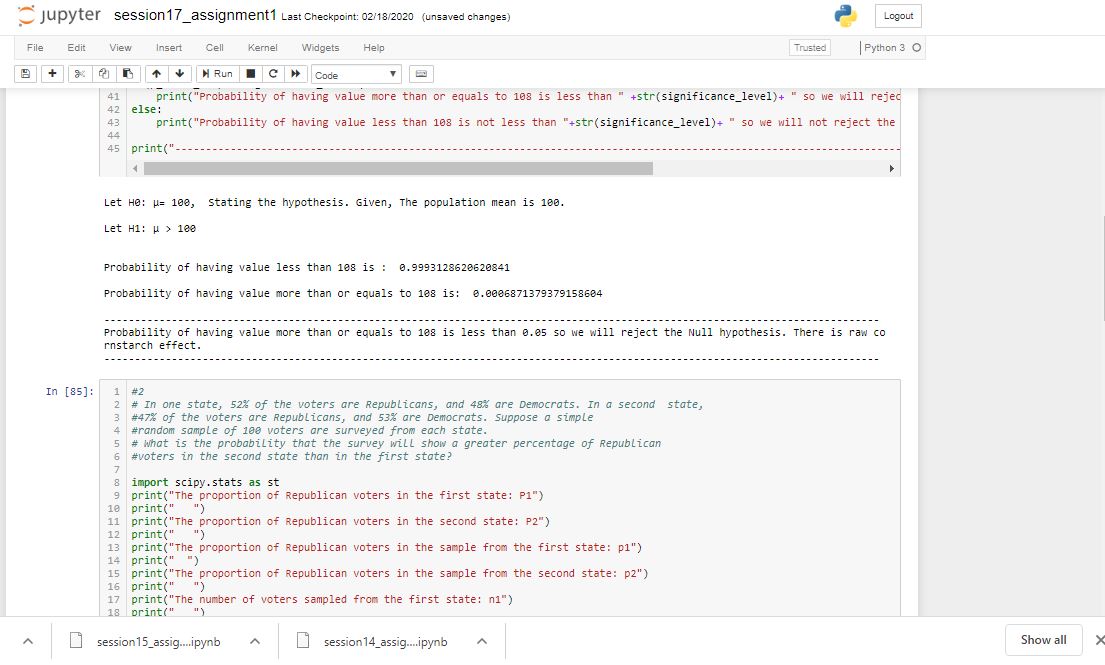 jupyter session17_assignment1 Last Checkpoint: 02/18/2020 (unsaved changes) Logout
File Edit View Insert Cell Kernel Widgets Help Trusted Python 3
Run Code
41 print("Probability of having value more than or equals to 108 is less than " +str(significance_level)+ " so we will rejec
42 else:
43 print("Probability of having value less than 108 is not less than "+str(significance_level)+ " so we will not reject the
44
45 print("------------------------------------------------------------------------------------------------------------------------
Let H0: μ= 100, Stating the hypothesis. Given, The population mean is 100.
Let H1: μ > 100
Probability of having value less than 108 is : 0.9993128620620841
Probability of having value more than or equals to 108 is: 0.0006871379379158604
------------------------------------------------------------------------------------------------------------------------------
Probability of having value more than or equals to 108 is less than 0.05 so we will reject the Null hypothesis. There is raw co
rnstarch effect.
------------------------------------------------------------------------------------------------------------------------------
In [85]:
1 #2
2 # In one state, 52% of the voters are Republicans, and 48% are Democrats. In a second  state,
3 #47% of the voters are Republicans, and 53% are Democrats. Suppose a simple
4 #random sample of 100 voters are surveyed from each state.
5 # What is the probability that the survey will show a greater percentage of Republican
6 #voters in the second state than in the first state?
7
8 import scipy.stats as st
9 print("The proportion of Republican voters in the first state: P1")
10 print("   ")
11 print("The proportion of Republican voters in the second state: P2")
12 print("   ")
13 print("The proportion of Republican voters in the sample from the first state: p1")
14 print("  ")
15 print("The proportion of Republican voters in the sample from the second state: p2")
16 print("   ")
17 print("The number of voters sampled from the first state: n1")
18 print("   ")
session15_assig....ipynb session14_assig....ipynb Show all